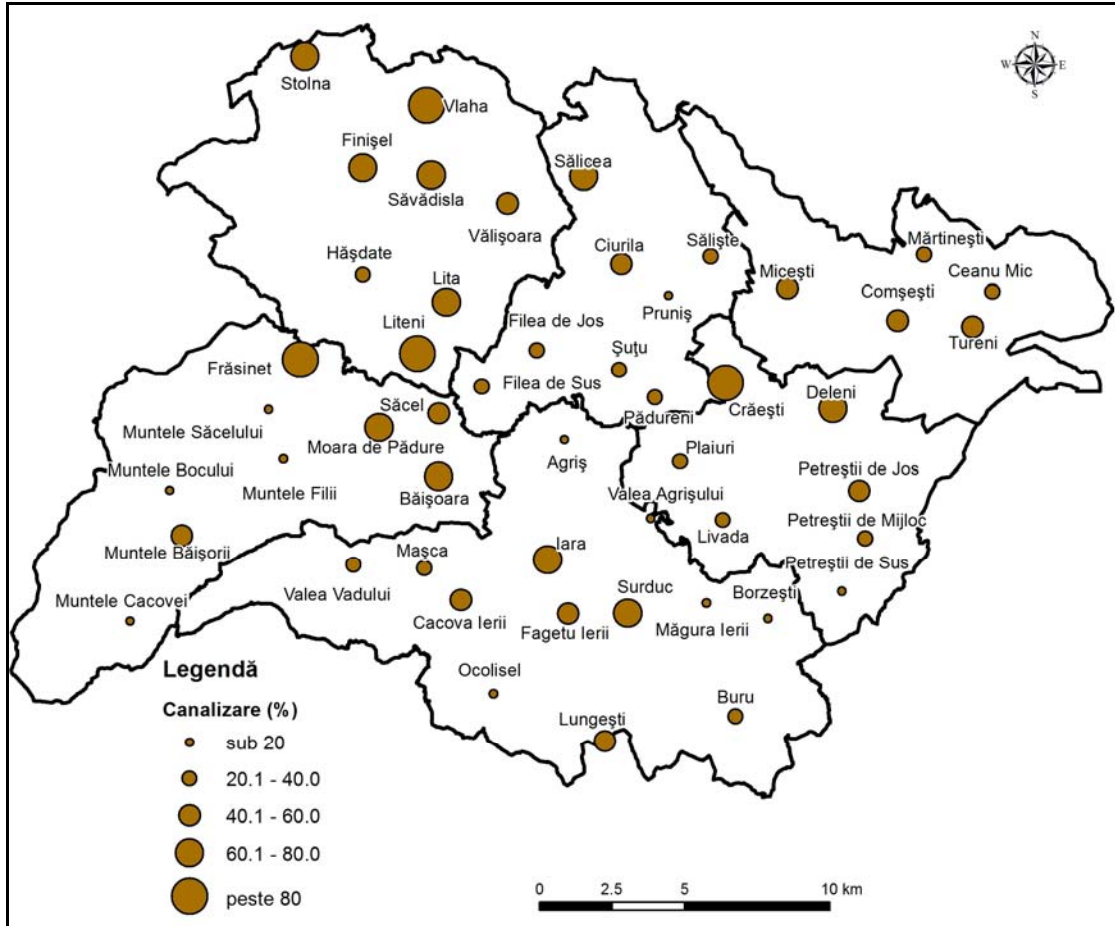 N
W E
S
Stolna
Vlaha
Finişel
Săvădisla
Vălişoara
Hăşdate
Lita
Liteni
Sălicea
Ciurila
Sălişte
Pruniş
Filea de Jos
Filea de Sus
Şuţu
Pădureni
Miceşti
Mărtineşti
Ceanu Mic
Comşeşti
Tureni
Frăsinet
Muntele Săcelului
Săcel
Moara de Pădure
Muntele Bocului
Muntele Filii
Băişoara
Muntele Băişorii
Muntele Cacovei
Crăeşti
Deleni
Plaiuri
Petreştii de Jos
Livada
Petreştii de Mijloc
Petreştii de Sus
Agriş
Valea Agrişului
Maşca
Iara
Valea Vadului
Cacova Ierii
Fagetu Ierii
Surduc
Măgura Ierii
Borzeşti
Ocolisel
Lungeşti
Buru
Legendă
Canalizare (%)
sub 20
20.1 - 40.0
40.1 - 60.0
60.1 - 80.0
peste 80
0 2.5 5 10 km